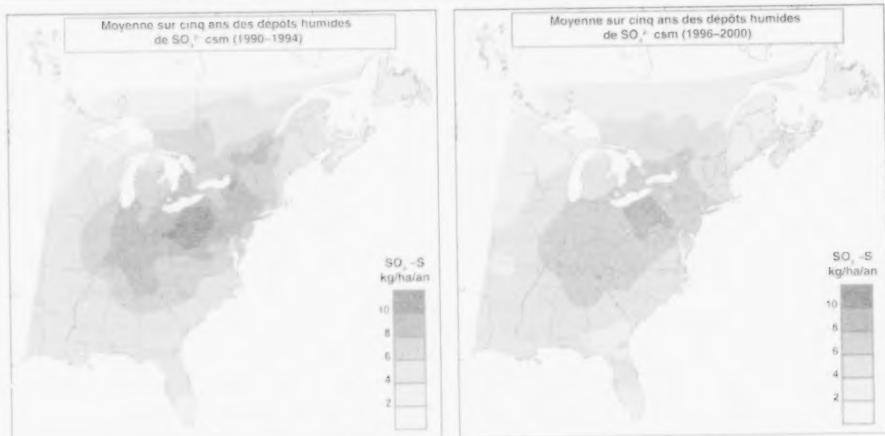 Moyenne sur cinq ans des dépôts humides
de SO₄²⁻ csm (1990–1994)
SO₄ -S
kg/ha/an
10
8
6
4
2
Moyenne sur cinq ans des dépôts humides
de SO₄²⁻ csm (1996–2000)
SO₄ -S
kg/ha/an
10
8
6
4
2